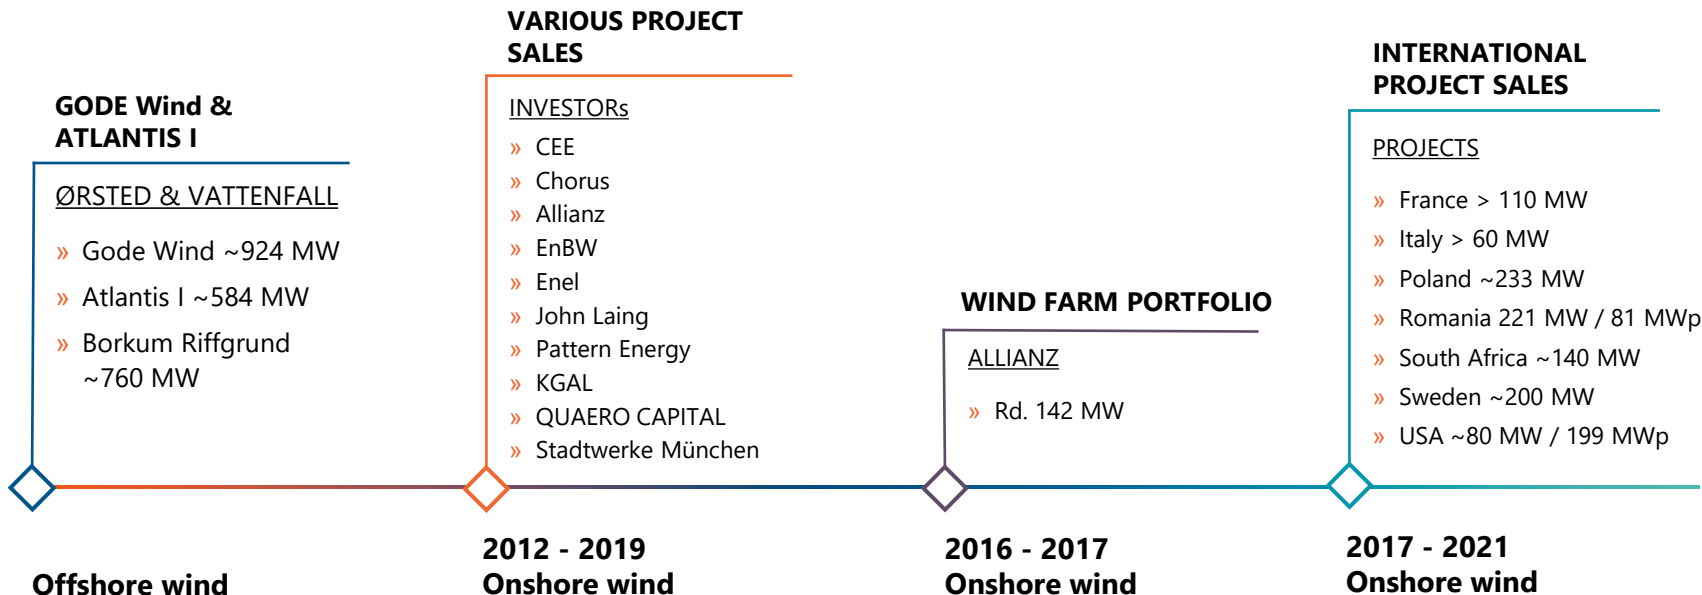 GODE Wind &
ATLANTIS I
ØRSTED & VATTENFALL
» Gode Wind ~924 MW
» Atlantis I ~584 MW
» Borkum Riffgrund
~760 MW
Offshore wind
VARIOUS PROJECT
SALES
INVESTORs
» CEE
» Chorus
» Allianz
» EnBW
» Enel
» John Laing
» Pattern Energy
» KGAL
» QUAERO CAPITAL
» Stadtwerke München
2012 - 2019
Onshore wind
WIND FARM PORTFOLIO
ALLIANZ
» Rd. 142 MW
2016 - 2017
Onshore wind
INTERNATIONAL
PROJECT SALES
PROJECTS
» France > 110 MW
» Italy > 60 MW
» Poland ~233 MW
» Romania 221 MW / 81 MWp
» South Africa ~140 MW
» Sweden ~200 MW
» USA ~80 MW / 199 MWp
2017 - 2021
Onshore wind